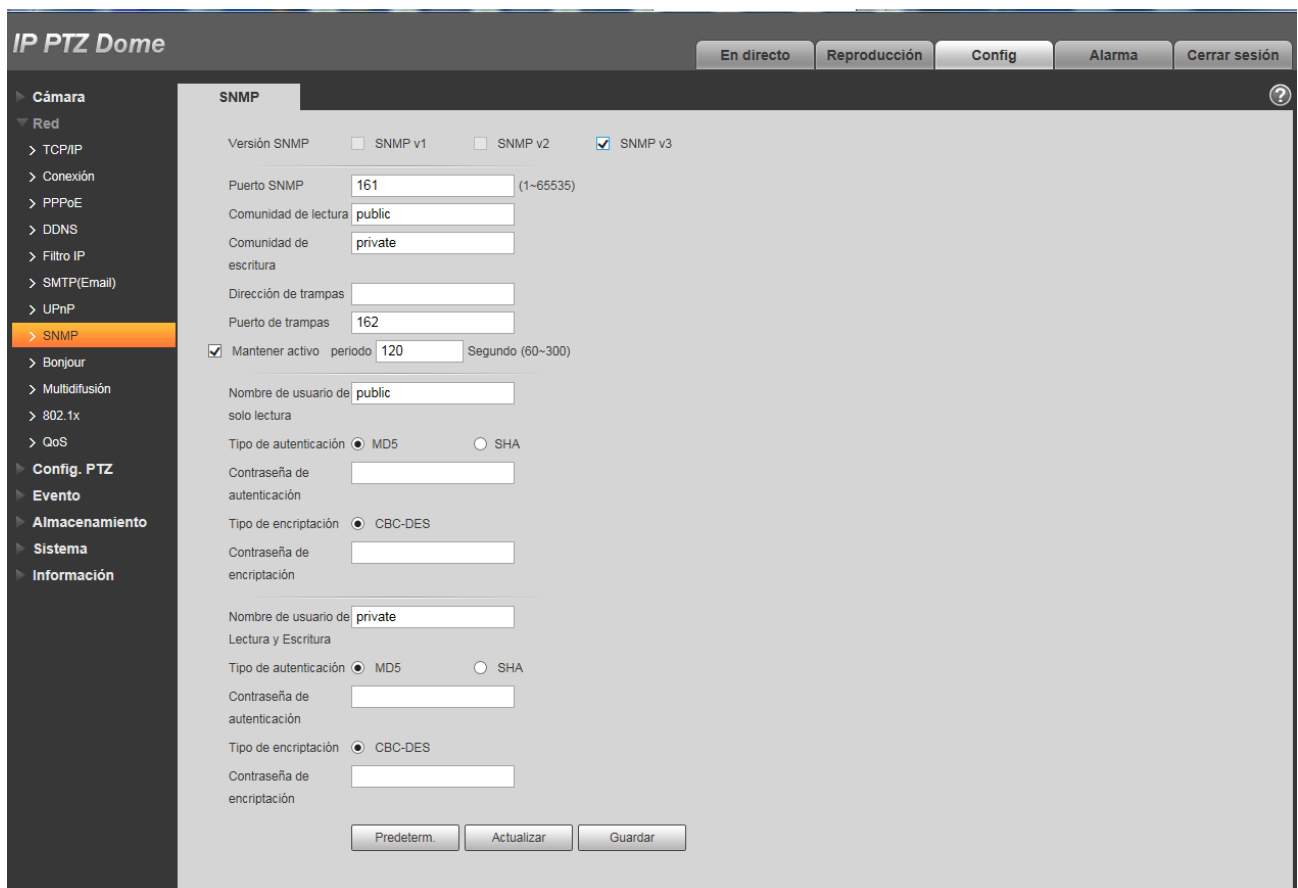 IP PTZ Dome
En directo Reproducción Config Alarma Cerrar sesión
Cámara
Red
> TCP/IP
> Conexión
> PPPoE
> DDNS
> Filtro IP
> SMTP(Email)
> UPnP
> SNMP
> Bonjour
> Multidifusión
> 802.1x
> QoS
Config. PTZ
Evento
Almacenamiento
Sistema
Información
SNMP ?
Versión SNMP SNMP v1 SNMP v2 SNMP v3
Puerto SNMP 161 (1~65535)
Comunidad de lectura public
Comunidad de private
escritura
Dirección de trampas
Puerto de trampas 162
Mantener activo periodo 120 Segundo (60~300)
Nombre de usuario de public
solo lectura
Tipo de autenticación MD5 SHA
Contraseña de
autenticación
Tipo de encriptación CBC-DES
Contraseña de
encriptación
Nombre de usuario de private
Lectura y Escritura
Tipo de autenticación MD5 SHA
Contraseña de
autenticación
Tipo de encriptación CBC-DES
Contraseña de
encriptación
Predeterm. Actualizar Guardar